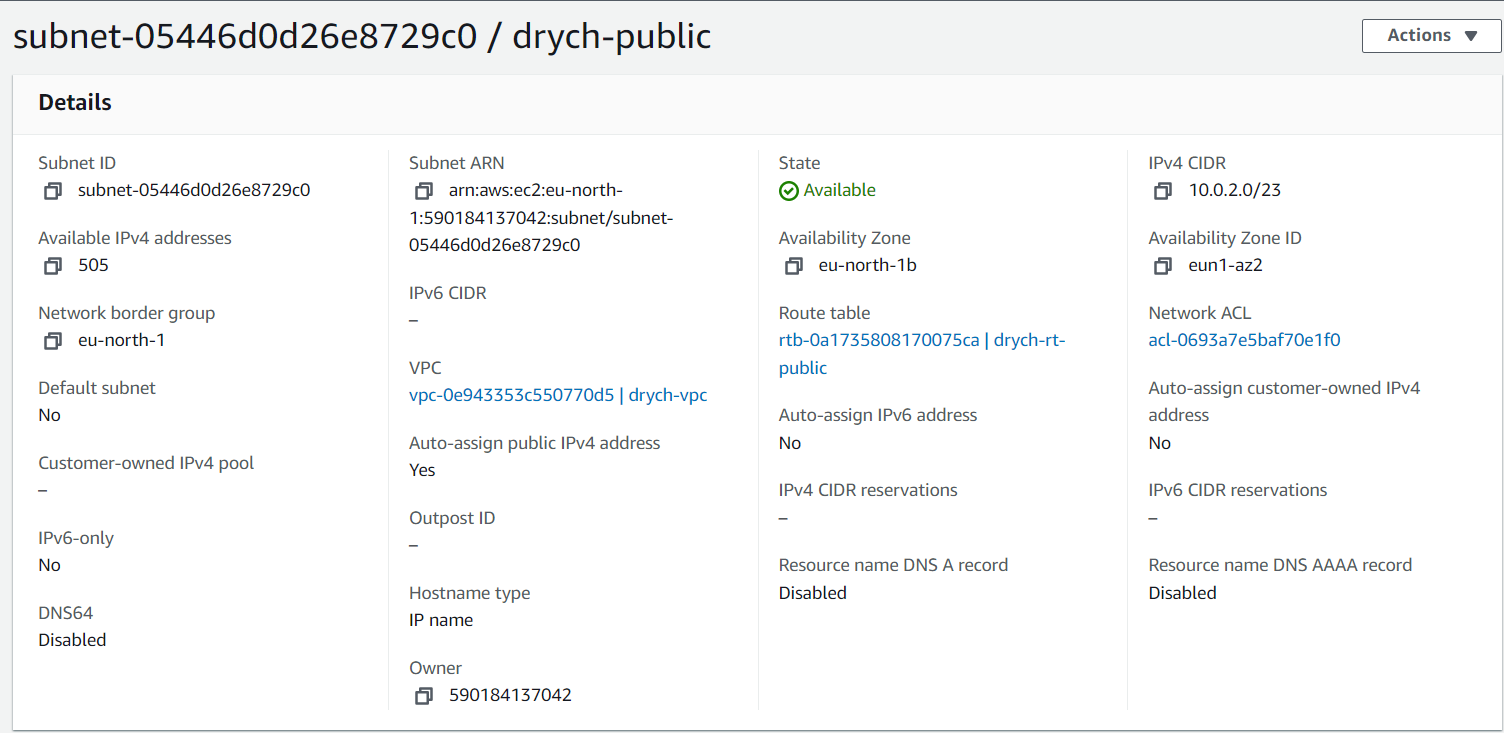 subnet-05446d0d26e8729c0 / drych-public
Actions
Details
Subnet ID
subnet-05446d0d26e8729c0
Available IPv4 addresses
505
Network border group
eu-north-1
Default subnet
No
Customer-owned IPv4 pool
–
IPv6-only
No
DNS64
Disabled
Subnet ARN
arn:aws:ec2:eu-north-
1:590184137042:subnet/subnet-
05446d0d26e8729c0
IPv6 CIDR
–
VPC
vpc-0e943353c550770d5 | drych-vpc
Auto-assign public IPv4 address
Yes
Outpost ID
–
Hostname type
IP name
Owner
590184137042
State
Available
Availability Zone
eu-north-1b
Route table
rtb-0a1735808170075ca | drych-rt-
public
Auto-assign IPv6 address
No
IPv4 CIDR reservations
–
Resource name DNS A record
Disabled
IPv4 CIDR
10.0.2.0/23
Availability Zone ID
eun1-az2
Network ACL
acl-0693a7e5baf70e1f0
Auto-assign customer-owned IPv4
address
No
IPv6 CIDR reservations
–
Resource name DNS AAAA record
Disabled